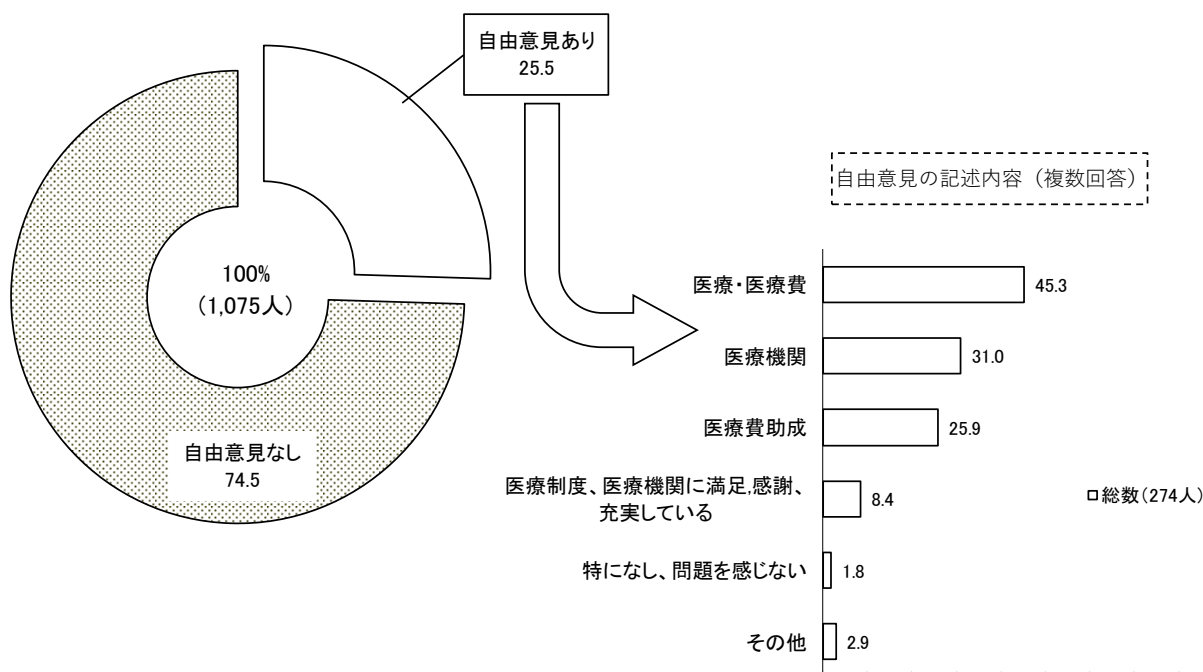 自由意見あり
25.5
自由意見の記述内容（複数回答）
100%
（1,075人）
自由意見なし
74.5
医療・医療費
45.3
医療機関
31.0
医療費助成
25.9
医療制度、医療機関に満足,感謝、
充実している
8.4
総数（274人）
特になし、問題を感じない
1.8
その他
2.9